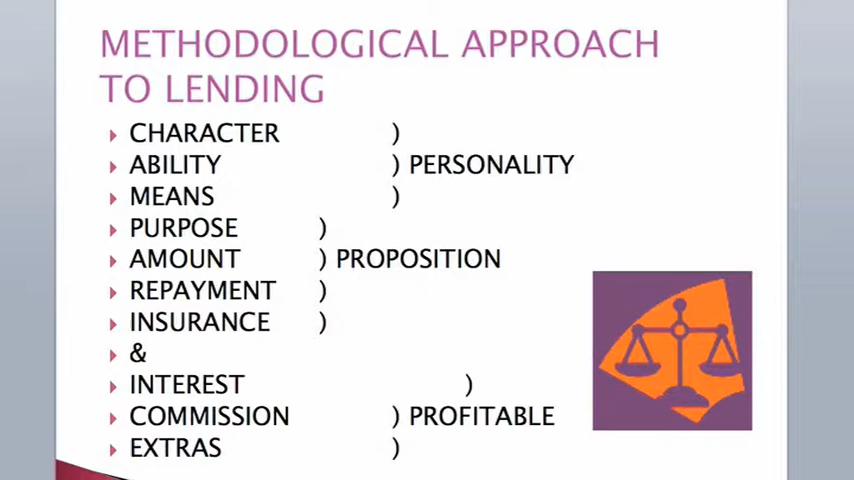 METHODOLOGICAL APPROACH
TO LENDING
CHARACTER )
ABILITY ) PERSONALITY
MEANS )
PURPOSE )
AMOUNT ) PROPOSITION
REPAYMENT )
INSURANCE )
&
INTEREST )
COMMISSION ) PROFITABLE
EXTRAS )